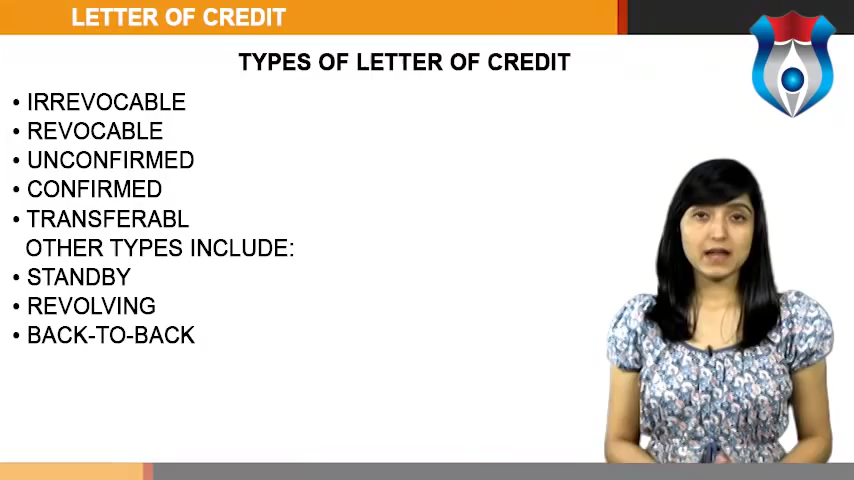 LETTER OF CREDIT
TYPES OF LETTER OF CREDIT
• IRREVOCABLE
• REVOCABLE
• UNCONFIRMED
• CONFIRMED
• TRANSFERABL
OTHER TYPES INCLUDE:
• STANDBY
• REVOLVING
• BACK-TO-BACK